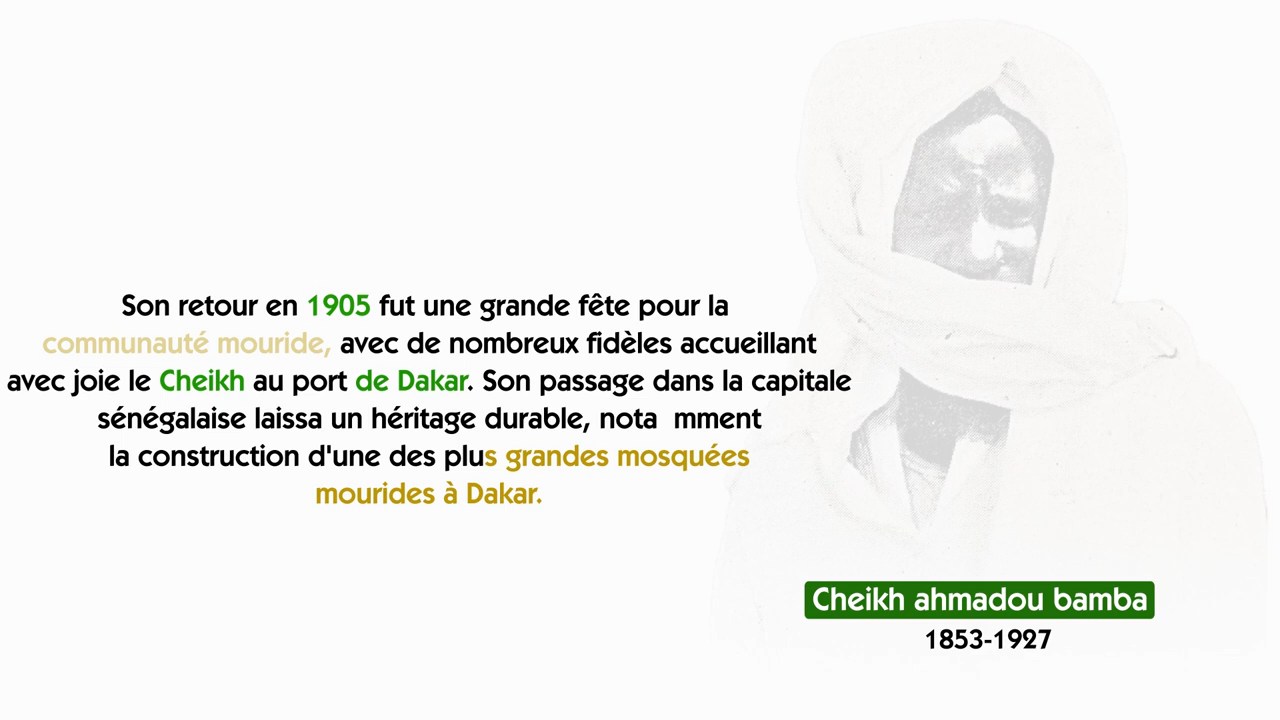 Son retour en 1905 fut une grande fête pour la
communauté mouride, avec de nombreux fidèles accueillant
avec joie le Cheikh au port de Dakar. Son passage dans la capitale
sénégalaise laissa un héritage durable, nota  mment
la construction d'une des plus grandes mosquées
mourides à Dakar.
Cheikh ahmadou bamba
1853-1927